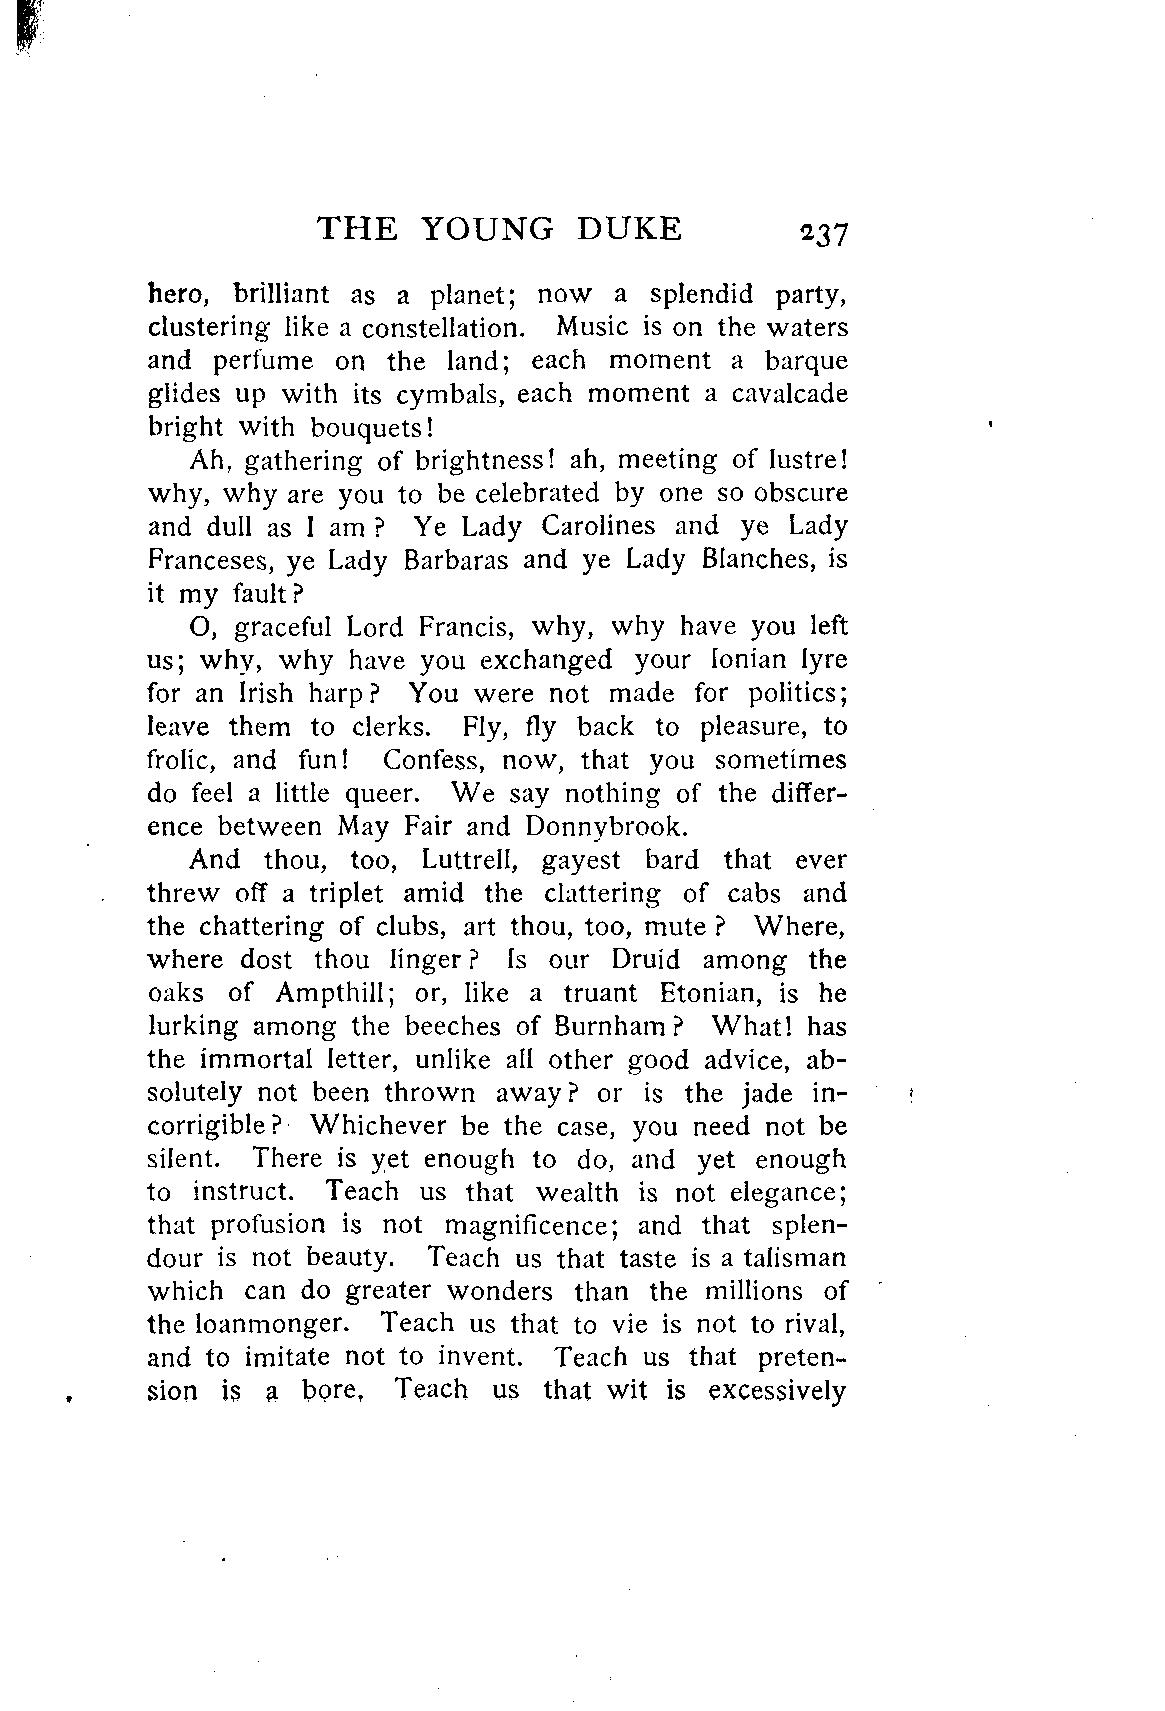 THE YOUNG DUKE 237
hero, brilliant as a planet; now a splendid party,
clustering like a constellation. Music is on the waters
and perfume on the land; each moment a barque
glides up with its cymbals, each moment a cavalcade
bright with bouquets!
Ah, gathering of brightness! ah, meeting of lustre!
why, why are you to be celebrated by one so obscure
and dull as I am? Ye Lady Carolines and ye Lady
Franceses, ye Lady Barbaras and ye Lady Blanches, is
it my fault?
O, graceful Lord Francis, why, why have you left
us; why, why have you exchanged your Ionian lyre
for an Irish harp? You were not made for politics;
leave them to clerks. Fly, fly back to pleasure, to
frolic, and fun! Confess, now, that you sometimes
do feel a little queer. We say nothing of the differ-
ence between May Fair and Donnybrook.
And thou, too, Luttrell, gayest bard that ever
threw off a triplet amid the clattering of cabs and
the chattering of clubs, art thou, too, mute? Where,
where dost thou linger? Is our Druid among the
oaks of Ampthill; or, like a truant Etonian, is he
lurking among the beeches of Burnham? What! has
the immortal letter, unlike all other good advice, ab-
solutely not been thrown away? or is the jade in-
corrigible? Whichever be the case, you need not be
silent. There is yet enough to do, and yet enough
to instruct. Teach us that wealth is not elegance;
that profusion is not magnificence; and that splen-
dour is not beauty. Teach us that taste is a talisman
which can do greater wonders than the millions of
the loanmonger. Teach us that to vie is not to rival,
and to imitate not to invent. Teach us that preten-
sion is a bore. Teach us that wit is excessively